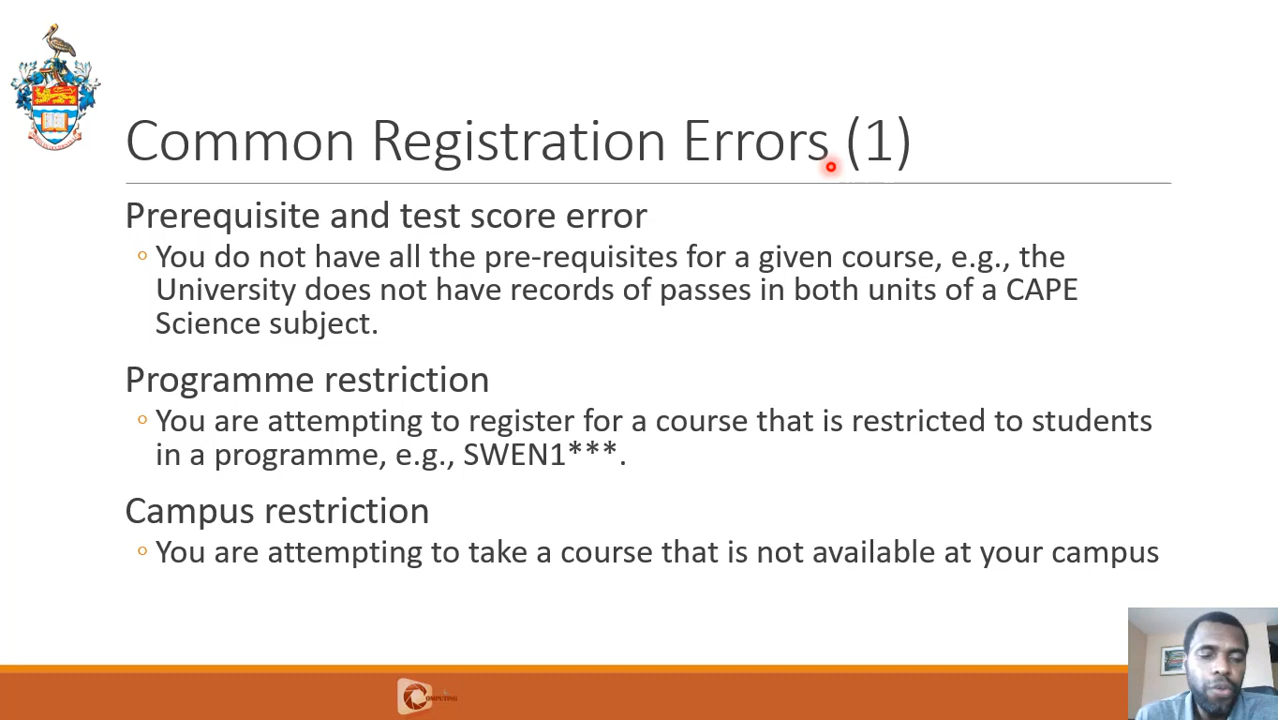 Common Registration Errors (1)
Prerequisite and test score error
You do not have all the pre-requisites for a given course, e.g., the
University does not have records of passes in both units of a CAPE
Science subject.
Programme restriction
You are attempting to register for a course that is restricted to students
in a programme, e.g., SWEN1***.
Campus restriction
You are attempting to take a course that is not available at your campus
COMPUTING